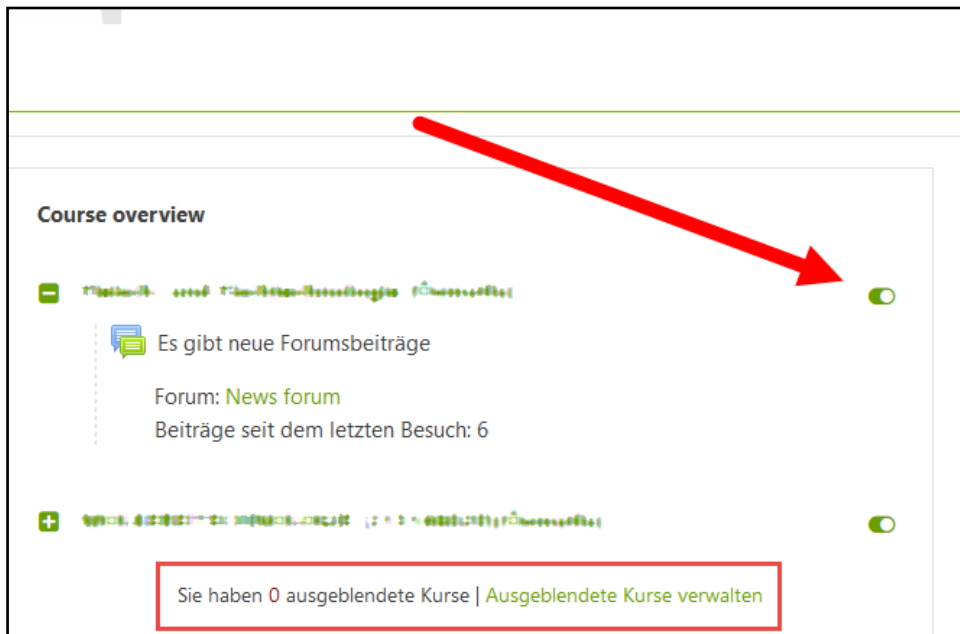 Course overview
Es gibt neue Forumsbeiträge
Forum: News forum
Beiträge seit dem letzten Besuch: 6
Sie haben 0 ausgeblendete Kurse | Ausgeblendete Kurse verwalten